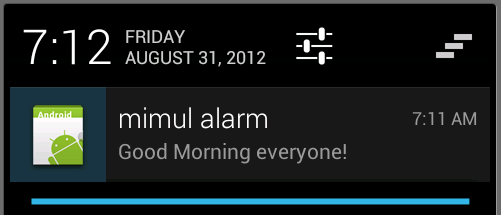 7:12
FRIDAY
AUGUST 31, 2012
Android
mimul alarm
7:11 AM
Good Morning everyone!